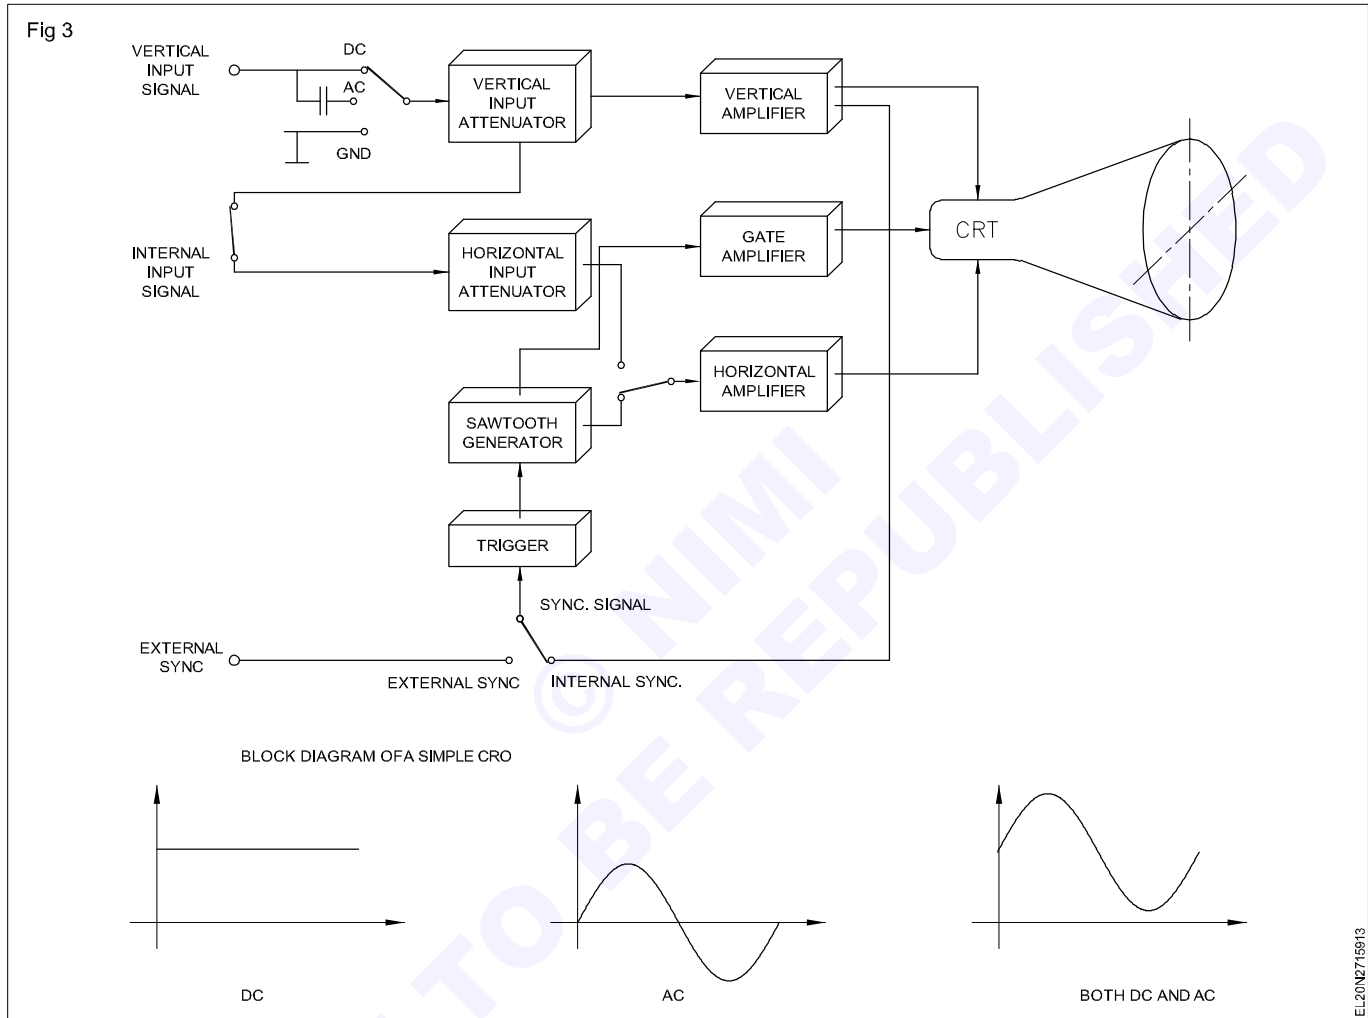 Fig 3
VERTICAL
INPUT
SIGNAL
DC
AC
GND
VERTICAL
INPUT
ATTENUATOR
VERTICAL
AMPLIFIER
INTERNAL
INPUT
SIGNAL
HORIZONTAL
INPUT
ATTENUATOR
GATE
AMPLIFIER
CRT
HORIZONTAL
AMPLIFIER
SAWTOOTH
GENERATOR
TRIGGER
SYNC. SIGNAL
EXTERNAL
SYNC
EXTERNAL SYNC
INTERNAL SYNC.
BLOCK DIAGRAM OFA SIMPLE CRO
DC
AC
BOTH DC AND AC
EL20N2715913
© NIMI
TO BE REPUBLISHED